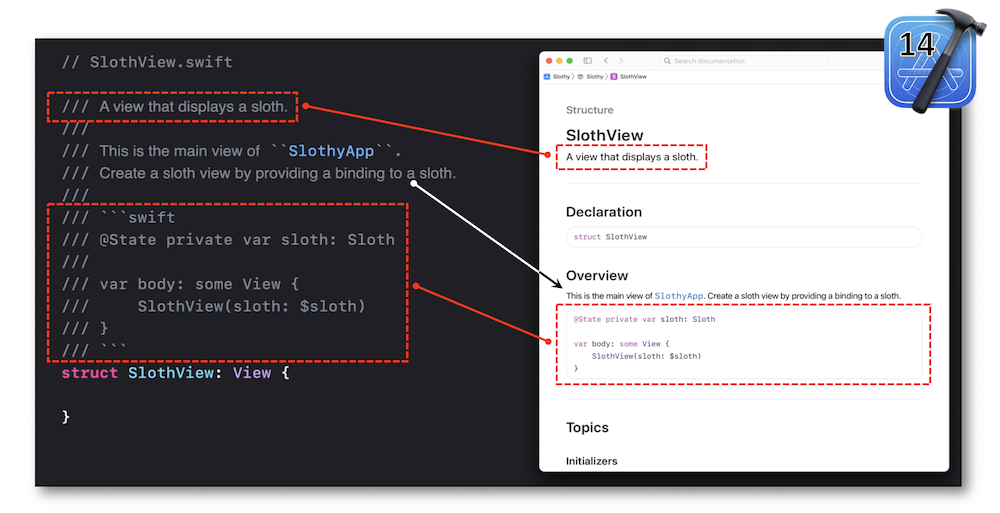 // SlothView.swift
/// A view that displays a sloth.
///
/// This is the main view of ``SlothyApp``.
/// Create a sloth view by providing a binding to a sloth.
///
/// ```swift
/// @State private var sloth: Sloth
///
/// var body: some View {
///     SlothView(sloth: $sloth)
/// }
/// ```
struct SlothView: View {
}
14
Search documentation
Slothy 〉 Slothy 〉 S SlothView
Structure
SlothView
A view that displays a sloth.
Declaration
struct SlothView
Overview
This is the main view of SlothyApp. Create a sloth view by providing a binding to a sloth.
@State private var sloth: Sloth
var body: some View {
    SlothView(sloth: $sloth)
}
Topics
Initializers